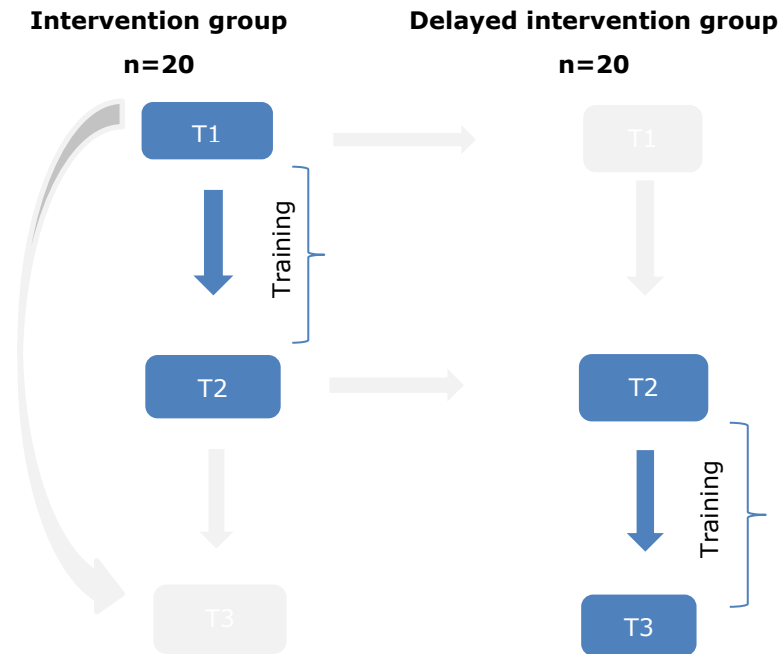 Intervention group
n=20
Delayed intervention group
n=20
T1
T1
Training
T2
T2
Training
T3
T3